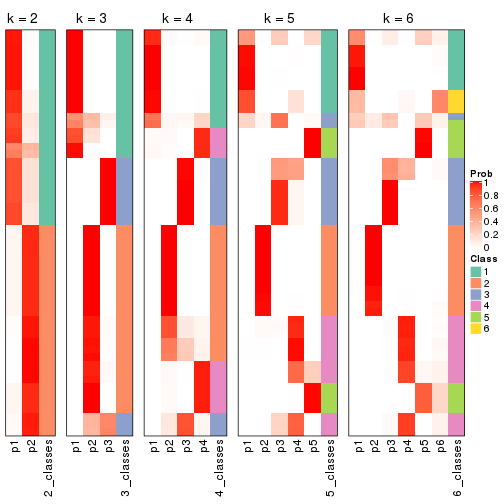 k = 2
k = 3
k = 4
k = 5
k = 6
p1
p2
2_classes
p1
p2
p3
3_classes
p1
p2
p3
p4
4_classes
p1
p2
p3
p4
p5
5_classes
p1
p2
p3
p4
p5
p6
6_classes
Prob
1
0.8
0.6
0.4
0.2
0
Class
1
2
3
4
5
6